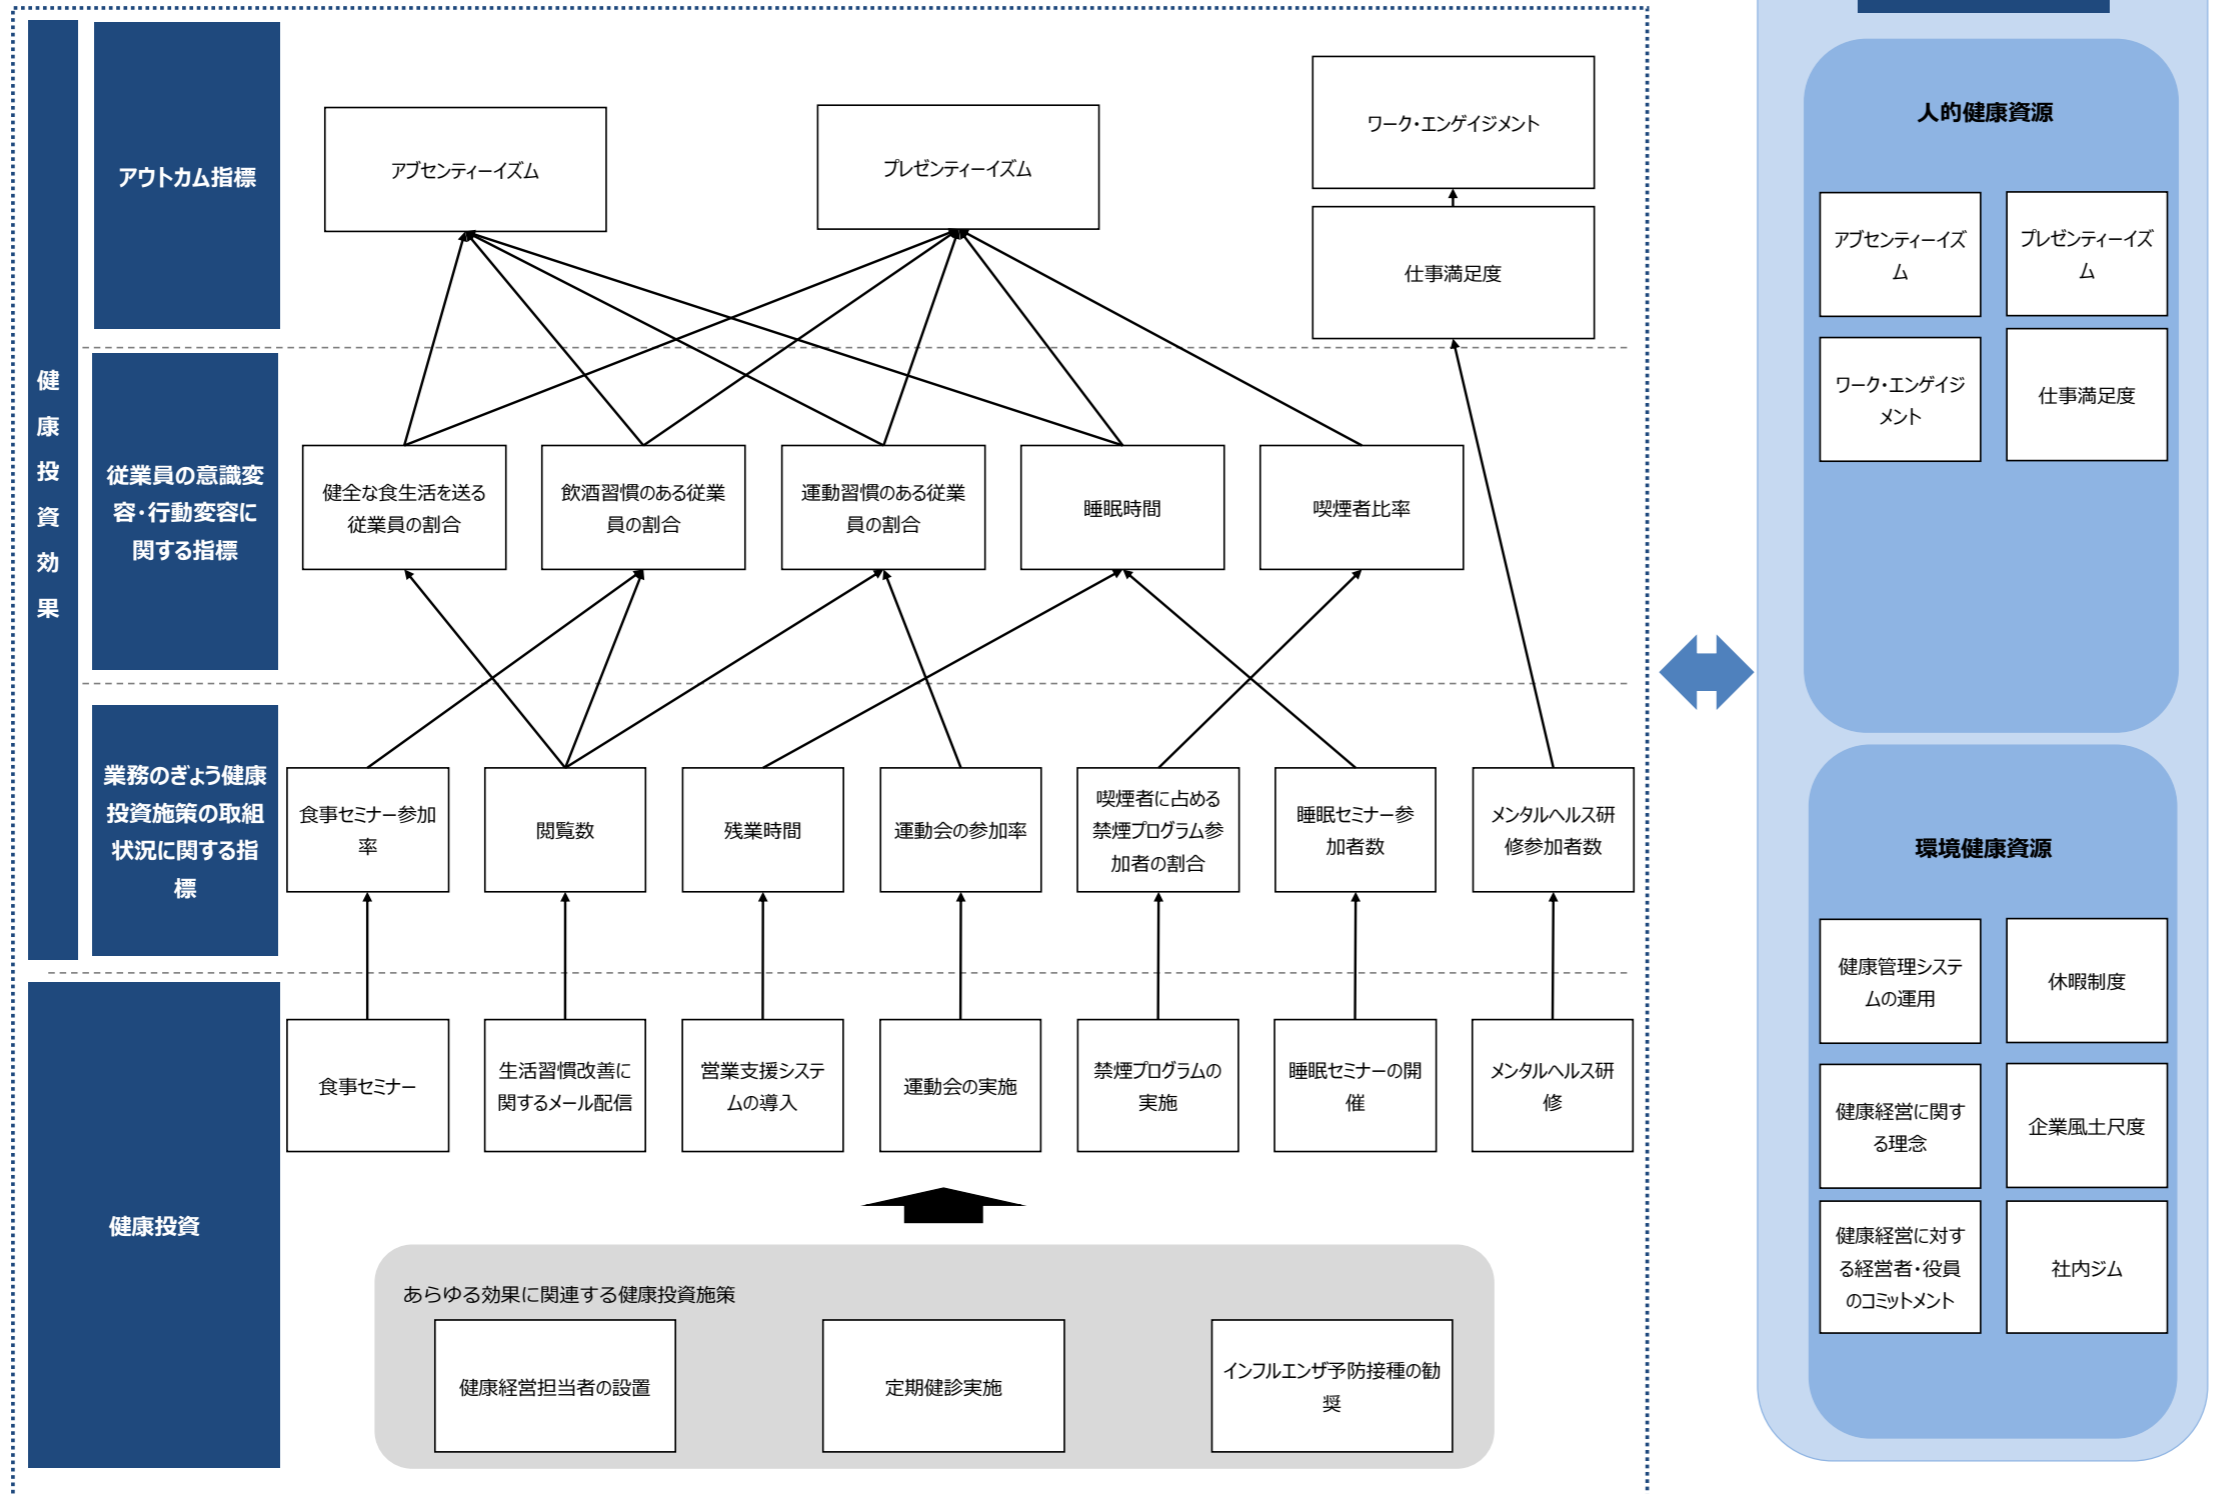 健
康
投
資
効
果
アウトカム指標
アブセンティーイズム
プレゼンティーイズム
ワーク・エンゲイジメント
仕事満足度
従業員の意識変
容・行動変容に
関する指標
健全な食生活を送る
従業員の割合
飲酒習慣のある従業
員の割合
運動習慣のある従業
員の割合
睡眠時間
喫煙者比率
業務のぎょう健康
投資施策の取組
状況に関する指
標
食事セミナー参加
率
閲覧数
残業時間
運動会の参加率
喫煙者に占める
禁煙プログラム参
加者の割合
睡眠セミナー参
加者数
メンタルヘルス研
修参加者数
健康投資
食事セミナー
生活習慣改善に
関するメール配信
営業支援システ
ムの導入
運動会の実施
禁煙プログラムの
実施
睡眠セミナーの開
催
メンタルヘルス研
修
あらゆる効果に関連する健康投資施策
健康経営担当者の設置
定期健診実施
インフルエンザ予防接種の勧
奨
人的健康資源
アブセンティーイズ
ム
プレゼンティーイズ
ム
ワーク・エンゲイジ
メント
仕事満足度
環境健康資源
健康管理システ
ムの運用
休暇制度
健康経営に関す
る理念
企業風土尺度
健康経営に対す
る経営者・役員
のコミットメント
社内ジム